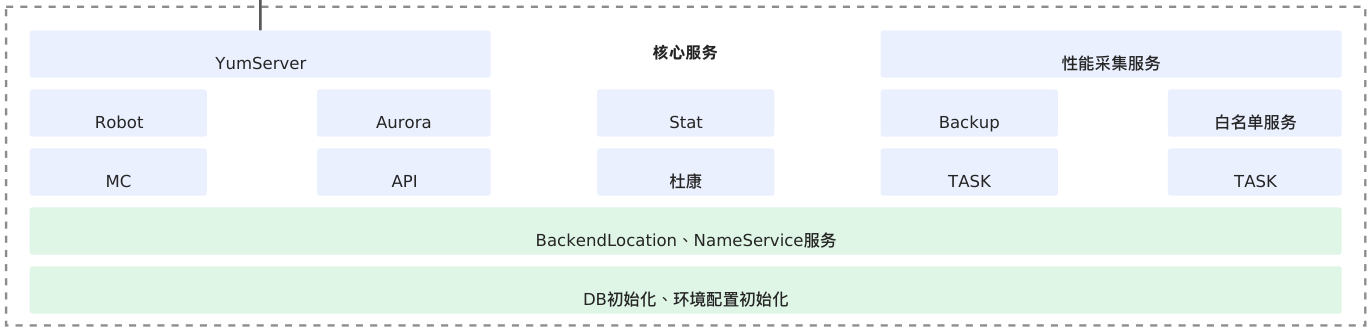 YumServer
核心服务
性能采集服务
Robot
Aurora
Stat
Backup
白名单服务
MC
API
杜康
TASK
TASK
BackendLocation、NameService服务
DB初始化、环境配置初始化